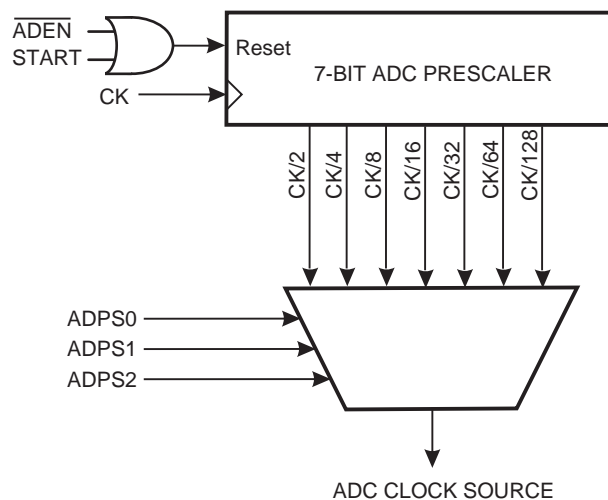 ADEN
START
Reset
7-BIT ADC PRESCALER
CK
CK/2
CK/4
CK/8
CK/16
CK/32
CK/64
CK/128
ADPS0
ADPS1
ADPS2
ADC CLOCK SOURCE